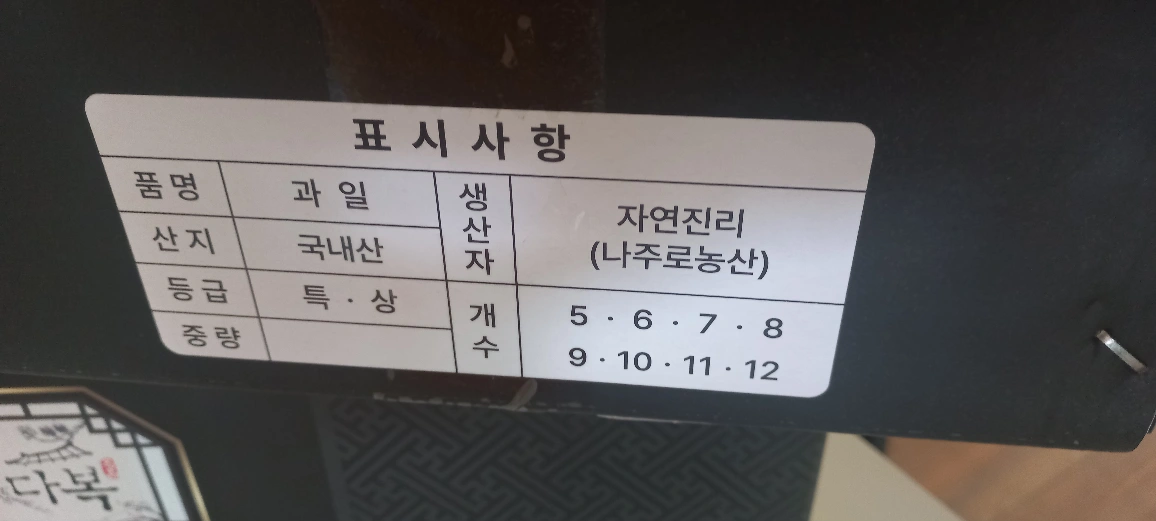 표시사항
품명 과일 생산자 자연진리
(나주로농산)
산지 국내산
등급 특 · 상 개수 5 · 6 · 7 · 8
9 · 10 · 11 · 12
중량
다복